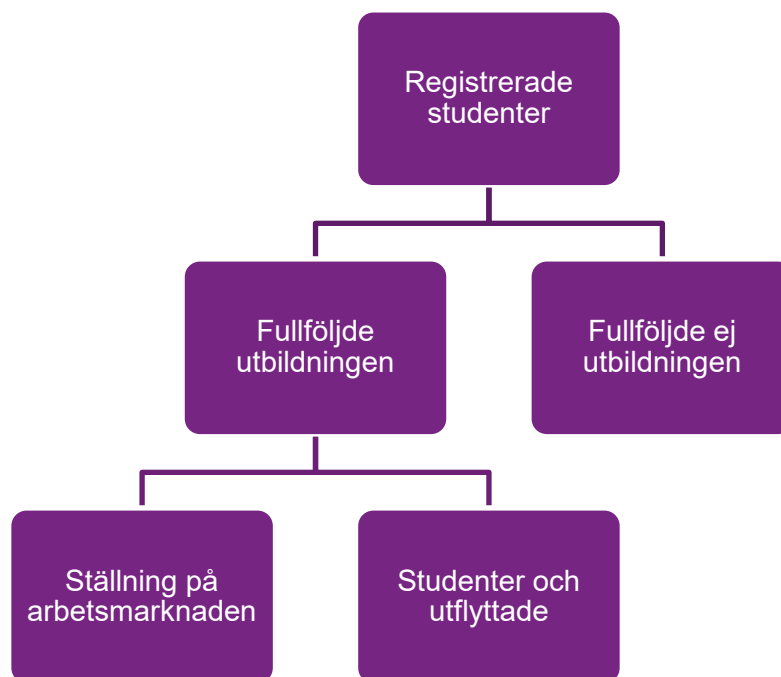 Registrerade
studenter
Fullföljde
utbildningen
Fullföljde ej
utbildningen
Ställning på
arbetsmarknaden
Studenter och
utflyttade